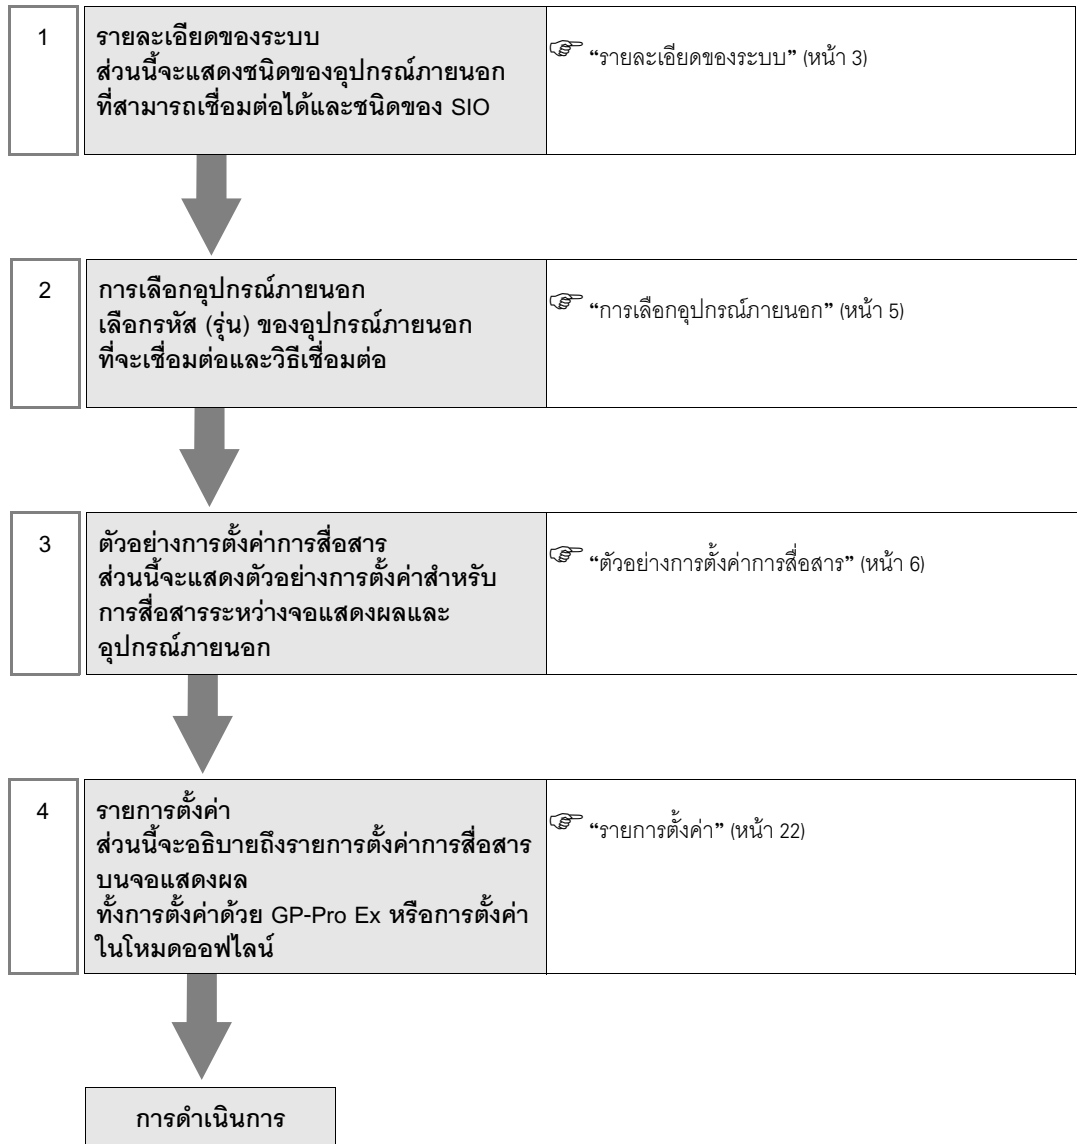 1
รายละเอียดของระบบ
ส่วนนี้จะแสดงชนิดของอุปกรณ์ภายนอก
ที่สามารถเชื่อมต่อได้และชนิดของ SIO
☞ “รายละเอียดของระบบ” (หน้า 3)
2
การเลือกอุปกรณ์ภายนอก
เลือกรหัส (รุ่น) ของอุปกรณ์ภายนอก
ที่จะเชื่อมต่อและวิธีเชื่อมต่อ
☞ “การเลือกอุปกรณ์ภายนอก” (หน้า 5)
3
ตัวอย่างการตั้งค่าการสื่อสาร
ส่วนนี้จะแสดงตัวอย่างการตั้งค่าสำหรับ
การสื่อสารระหว่างจอแสดงผลและ
อุปกรณ์ภายนอก
☞ “ตัวอย่างการตั้งค่าการสื่อสาร” (หน้า 6)
4
รายการตั้งค่า
ส่วนนี้จะอธิบายถึงรายการตั้งค่าการสื่อสาร
บนจอแสดงผล
ทั้งการตั้งค่าด้วย GP-Pro Ex หรือการตั้งค่า
ในโหมดออฟไลน์
☞ “รายการตั้งค่า” (หน้า 22)
การดำเนินการ